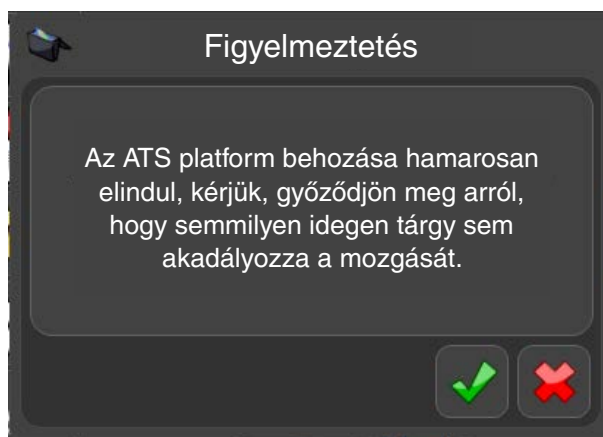 Figyelmeztetés
Az ATS platform behozása hamarosan
elindul, kérjük, győződjön meg arról,
hogy semmilyen idegen tárgy sem
akadályozza a mozgását.